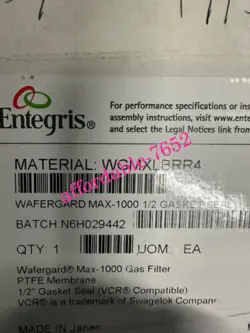 Entegris®
For performance specifications or ins
assembly instructions, visit www.ente
and select the Legal Notices link from
MATERIAL: WGMXLBRR4
WAFERGARD MAX-1000 1/2 GASKET SEAL
BATCH N6H029442
QTY: 1 UOM: EA
Wafergard® Max-1000 Gas Filter
PTFE Membrane
1/2" Gasket Seal (VCR® Compatible)
VCR® is a trademark of Swagelok Compan
Made in Japan
affordable-7652